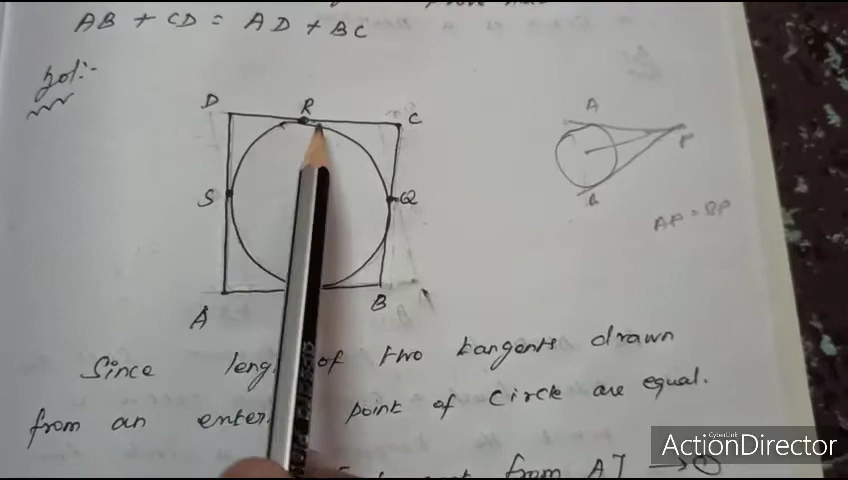 AB + CD = AD + BC
Sol:-
D R C
S Q
A B
A
P
B
AP = BP
Since of two tangents drawn
from an point of Circle are equal.
from A]
CyberLink
ActionDirector